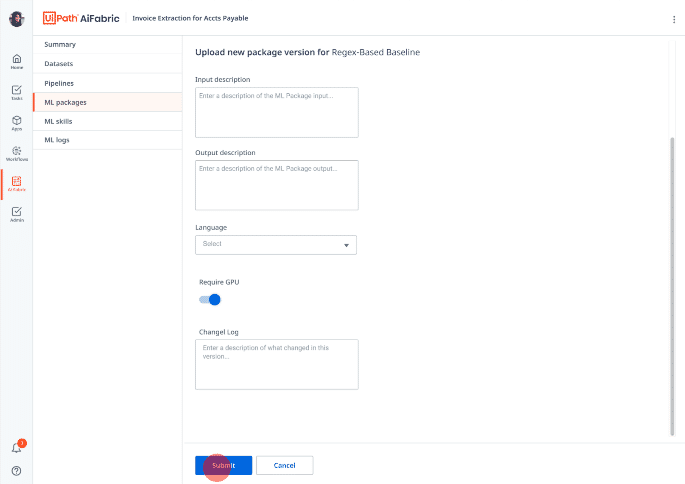 UiPath AiFabric
Invoice Extraction for Accts Payable
Home
Tasks
Apps
Workflows
AI Fabric
Admin
1
Summary
Datasets
Pipelines
ML packages
ML skills
ML logs
Upload new package version for Regex-Based Baseline
Input description
Enter a description of the ML Package input...
Output description
Enter a description of the ML Package output...
Language
Select
Require GPU
Changel Log
Enter a description of what changed in this
version...
Submit
Cancel